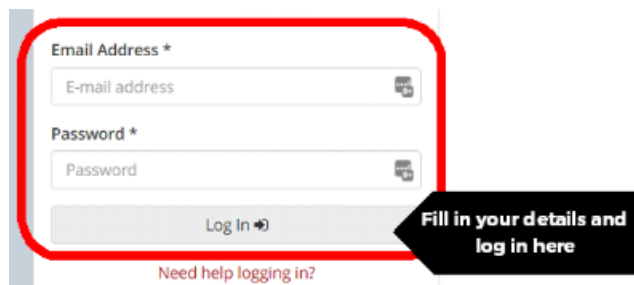 Email Address *
E-mail address
Password *
Password
Log In
Fill in your details and
log in here
Need help logging in?